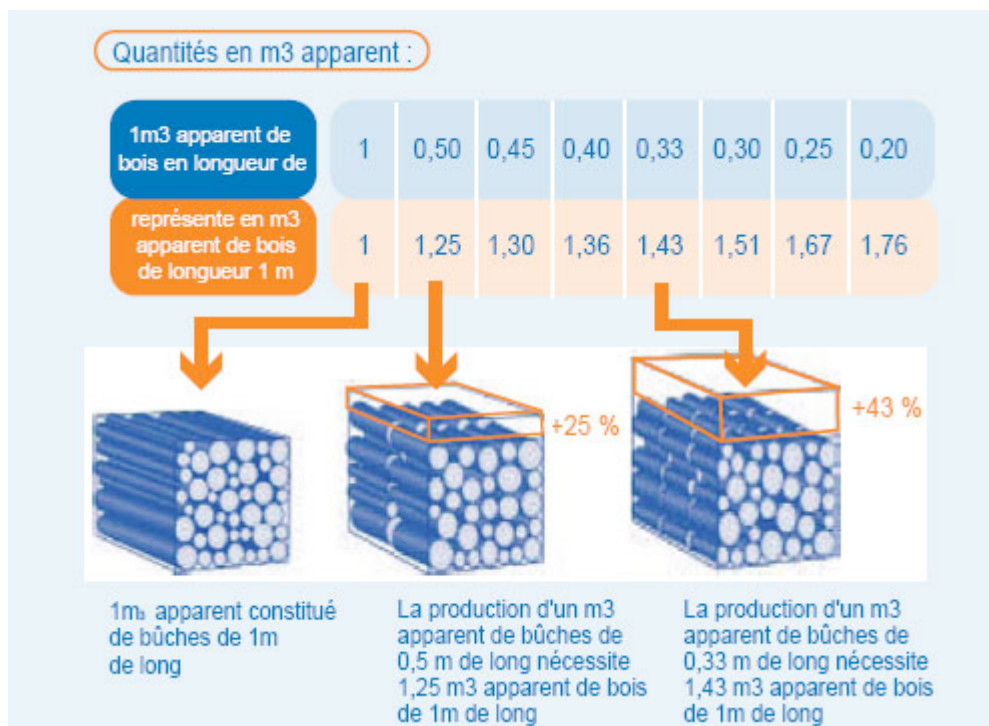 Quantités en m3 apparent :
1m3 apparent de
bois en longueur de
1 0,50 0,45 0,40 0,33 0,30 0,25 0,20
représente en m3
apparent de bois
de longueur 1 m
1 1,25 1,30 1,36 1,43 1,51 1,67 1,76
+25 %
+43 %
1m3 apparent constitué
de bûches de 1m
de long
La production d'un m3
apparent de bûches de
0,5 m de long nécessite
1,25 m3 apparent de bois
de 1m de long
La production d'un m3
apparent de bûches de
0,33 m de long nécessite
1,43 m3 apparent de bois
de 1m de long